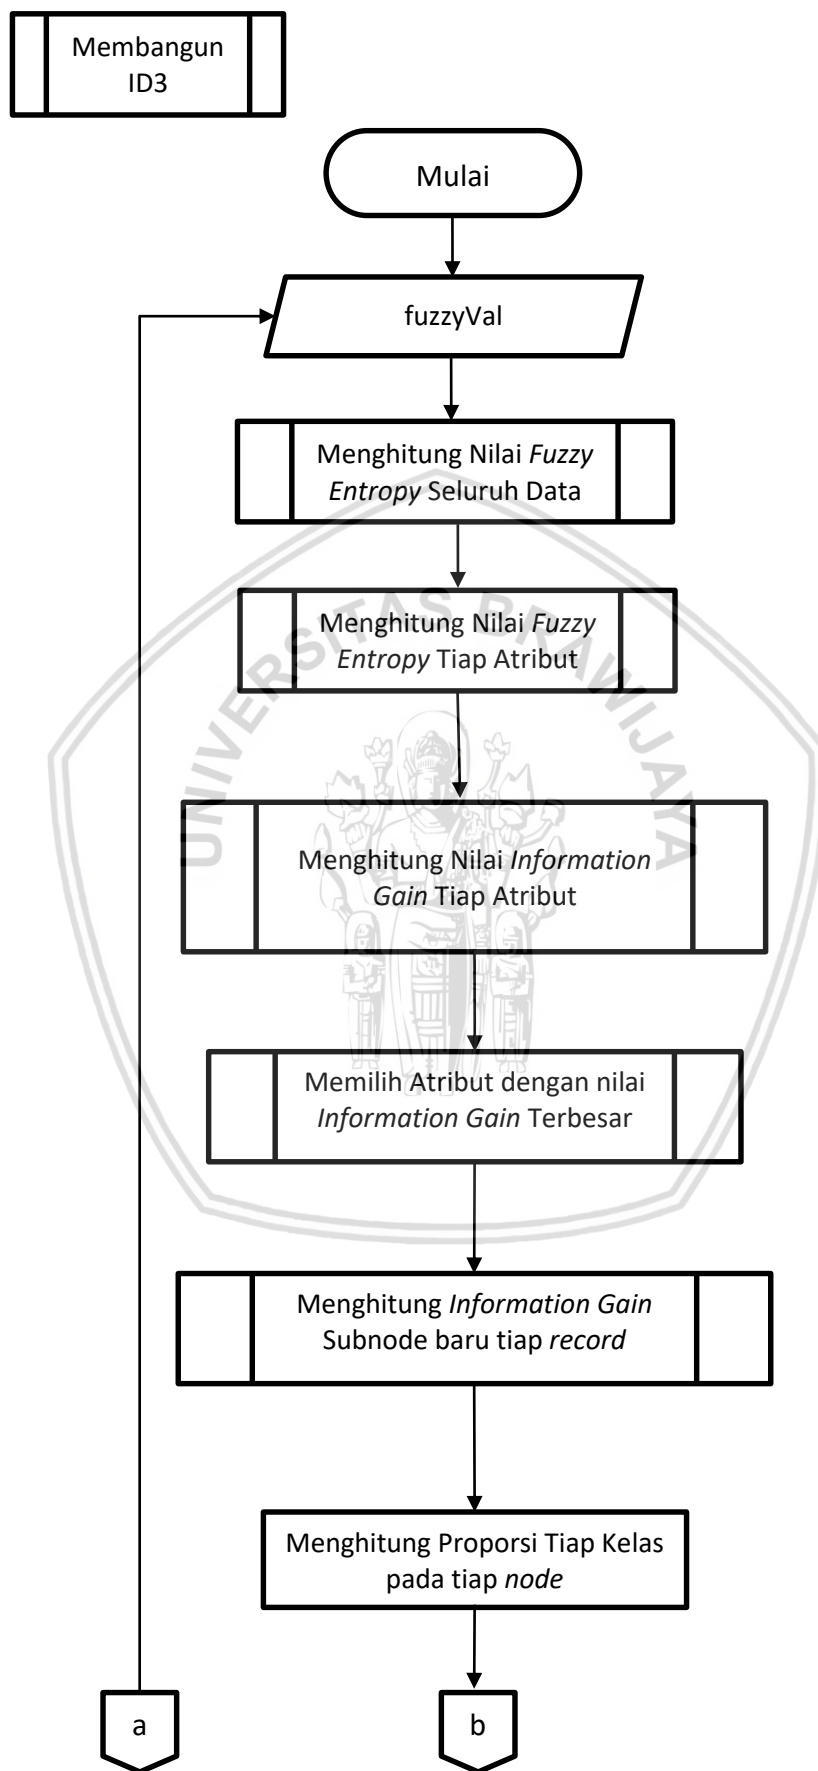 Membangun
ID3
Mulai
fuzzyVal
Menghitung Nilai Fuzzy
Entropy Seluruh Data
UNIVERSITAS BRAWIJAYA
Menghitung Nilai Fuzzy
Entropy Tiap Atribut
Menghitung Nilai Information
Gain Tiap Atribut
Memilih Atribut dengan nilai
Information Gain Terbesar
Menghitung Information Gain
Subnode baru tiap record
Menghitung Proporsi Tiap Kelas
pada tiap node
a
b